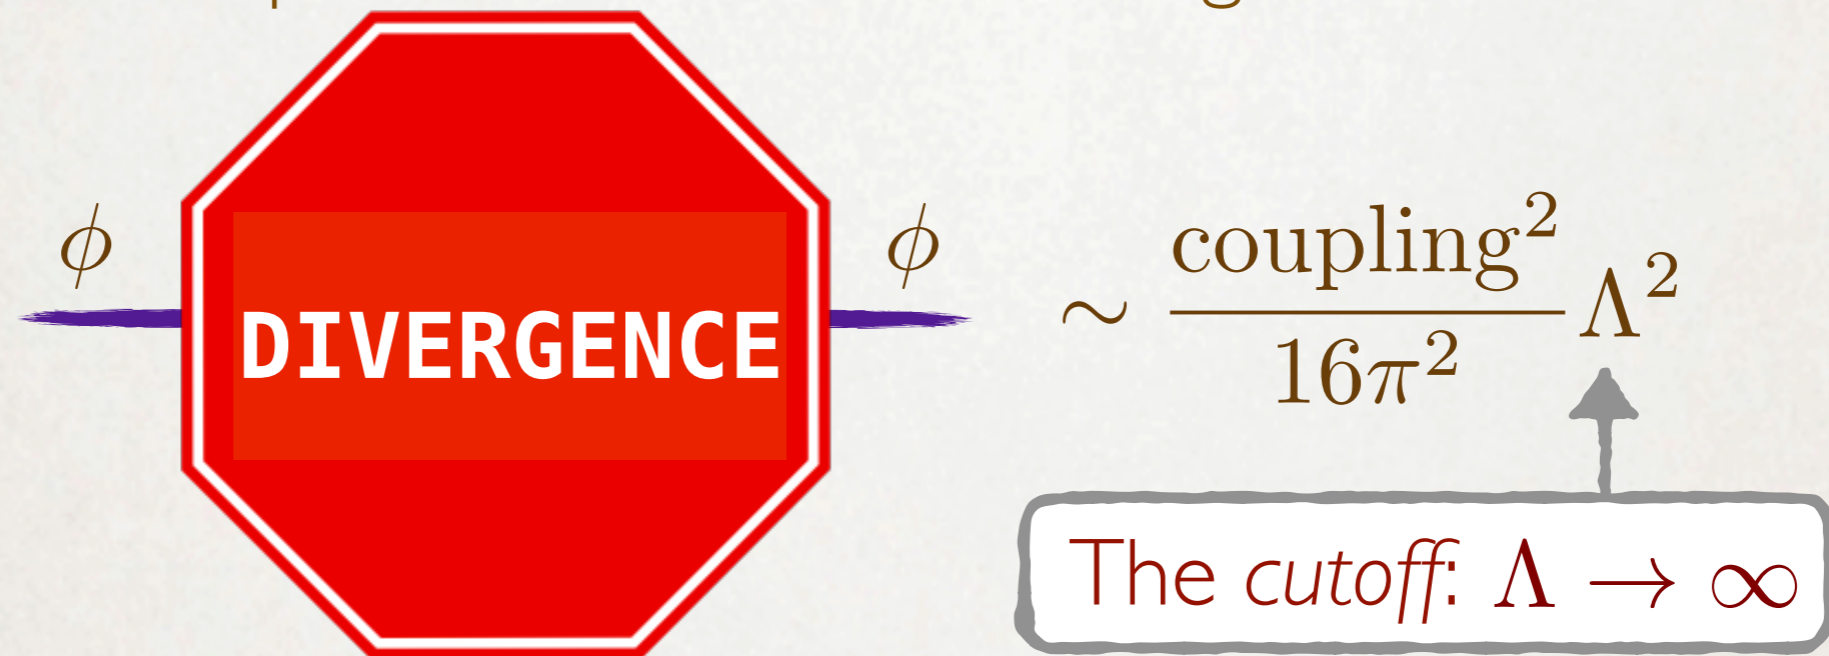 ϕ ϕ
DIVERGENCE
∼ coupling² / 16π² Λ²
The cutoff: Λ → ∞